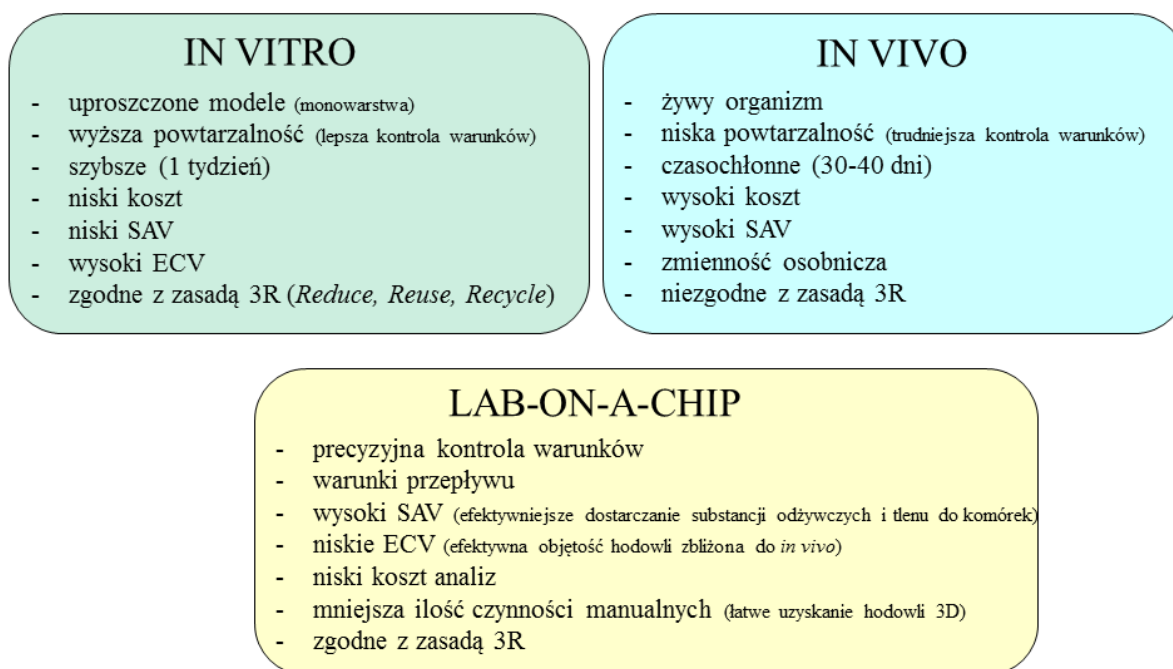 IN VITRO
- uproszczone modele (monowarstwa)
- wyższa powtarzalność (lepsza kontrola warunków)
- szybsze (1 tydzień)
- niski koszt
- niski SAV
- wysoki ECV
- zgodne z zasadą 3R (Reduce, Reuse, Recycle)
IN VIVO
- żywy organizm
- niska powtarzalność (trudniejsza kontrola warunków)
- czasochłonne (30-40 dni)
- wysoki koszt
- wysoki SAV
- zmienność osobnicza
- niezgodne z zasadą 3R
LAB-ON-A-CHIP
- precyzyjna kontrola warunków
- warunki przepływu
- wysoki SAV (efektywniejsze dostarczanie substancji odżywczych i tlenu do komórek)
- niskie ECV (efektywna objętość hodowli zbliżona do in vivo)
- niski koszt analiz
- mniejsza ilość czynności manualnych (łatwe uzyskanie hodowli 3D)
- zgodne z zasadą 3R